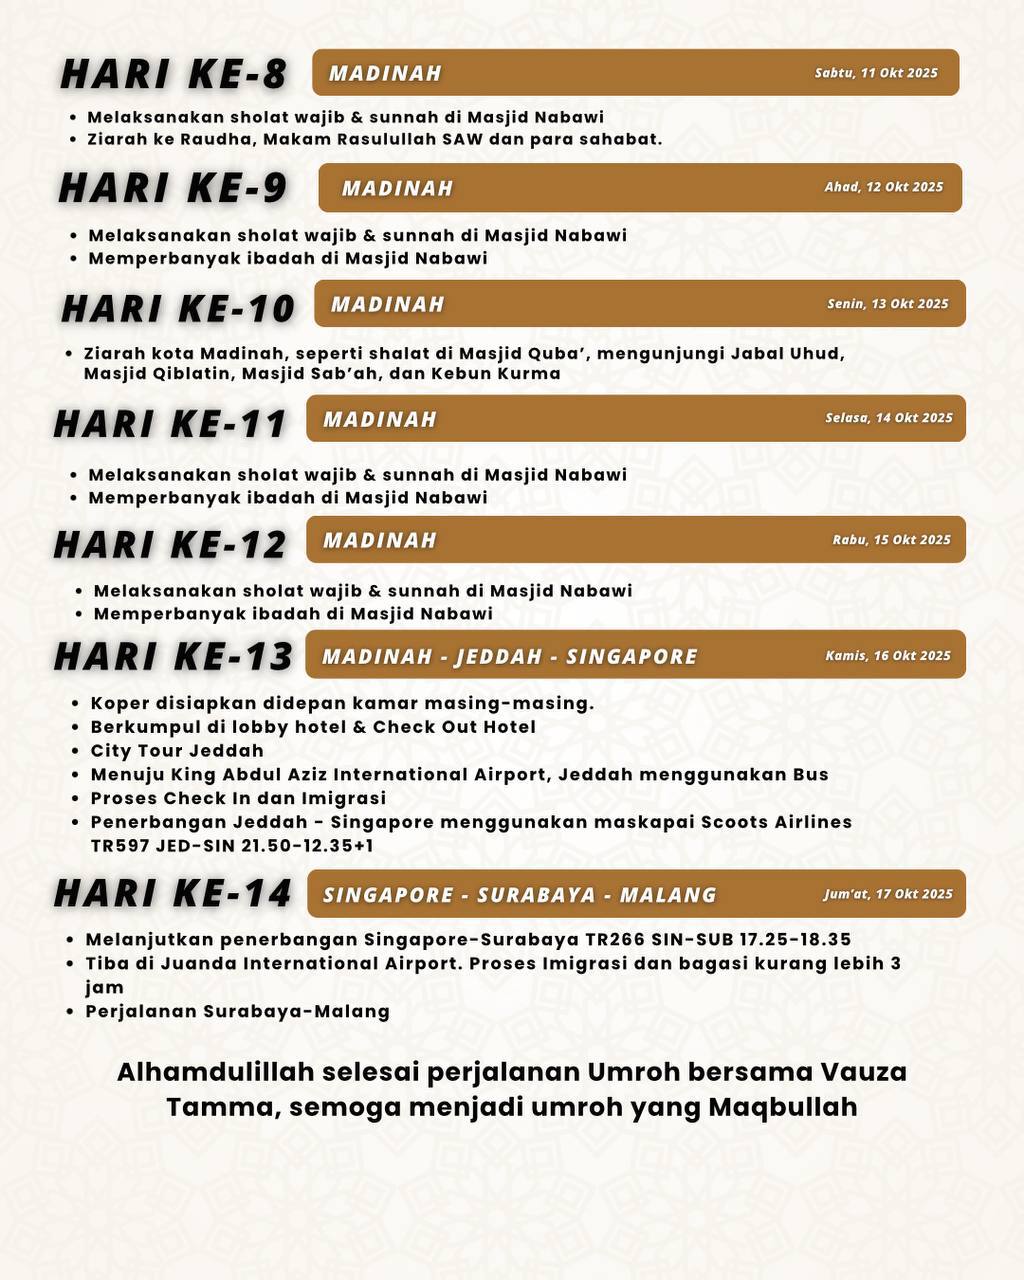 HARI KE-8
MADINAH
Sabtu, 11 Okt 2025
• Melaksanakan sholat wajib & sunnah di Masjid Nabawi
• Ziarah ke Raudha, Makam Rasulullah SAW dan para sahabat.
HARI KE-9
MADINAH
Ahad, 12 Okt 2025
• Melaksanakan sholat wajib & sunnah di Masjid Nabawi
• Memperbanyak ibadah di Masjid Nabawi
HARI KE-10
MADINAH
Senin, 13 Okt 2025
• Ziarah kota Madinah, seperti shalat di Masjid Quba’, mengunjungi Jabal Uhud,
Masjid Qiblatin, Masjid Sab’ah, dan Kebun Kurma
HARI KE-11
MADINAH
Selasa, 14 Okt 2025
• Melaksanakan sholat wajib & sunnah di Masjid Nabawi
• Memperbanyak ibadah di Masjid Nabawi
HARI KE-12
MADINAH
Rabu, 15 Okt 2025
• Melaksanakan sholat wajib & sunnah di Masjid Nabawi
• Memperbanyak ibadah di Masjid Nabawi
HARI KE-13
MADINAH - JEDDAH - SINGAPORE
Kamis, 16 Okt 2025
• Koper disiapkan didepan kamar masing-masing.
• Berkumpul di lobby hotel & Check Out Hotel
• City Tour Jeddah
• Menuju King Abdul Aziz International Airport, Jeddah menggunakan Bus
• Proses Check In dan Imigrasi
• Penerbangan Jeddah - Singapore menggunakan maskapai Scoots Airlines
TR597 JED-SIN 21.50-12.35+1
HARI KE-14
SINGAPORE - SURABAYA - MALANG
Jum'at, 17 Okt 2025
• Melanjutkan penerbangan Singapore-Surabaya TR266 SIN-SUB 17.25-18.35
• Tiba di Juanda International Airport. Proses Imigrasi dan bagasi kurang lebih 3
jam
• Perjalanan Surabaya-Malang
Alhamdulillah selesai perjalanan Umroh bersama Vauza
Tamma, semoga menjadi umroh yang Maqbullah